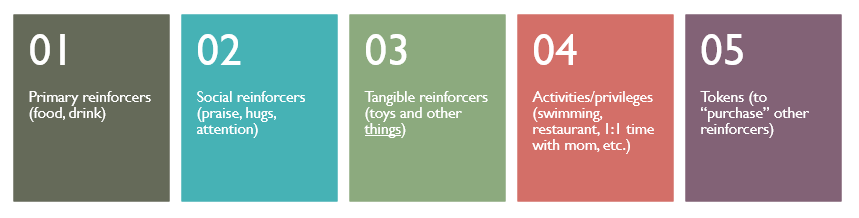 01
Primary reinforcers
(food, drink)
02
Social reinforcers
(praise, hugs,
attention)
03
Tangible reinforcers
(toys and other
things)
04
Activities/privileges
(swimming,
restaurant, 1:1 time
with mom, etc.)
05
Tokens (to
“purchase” other
reinforcers)